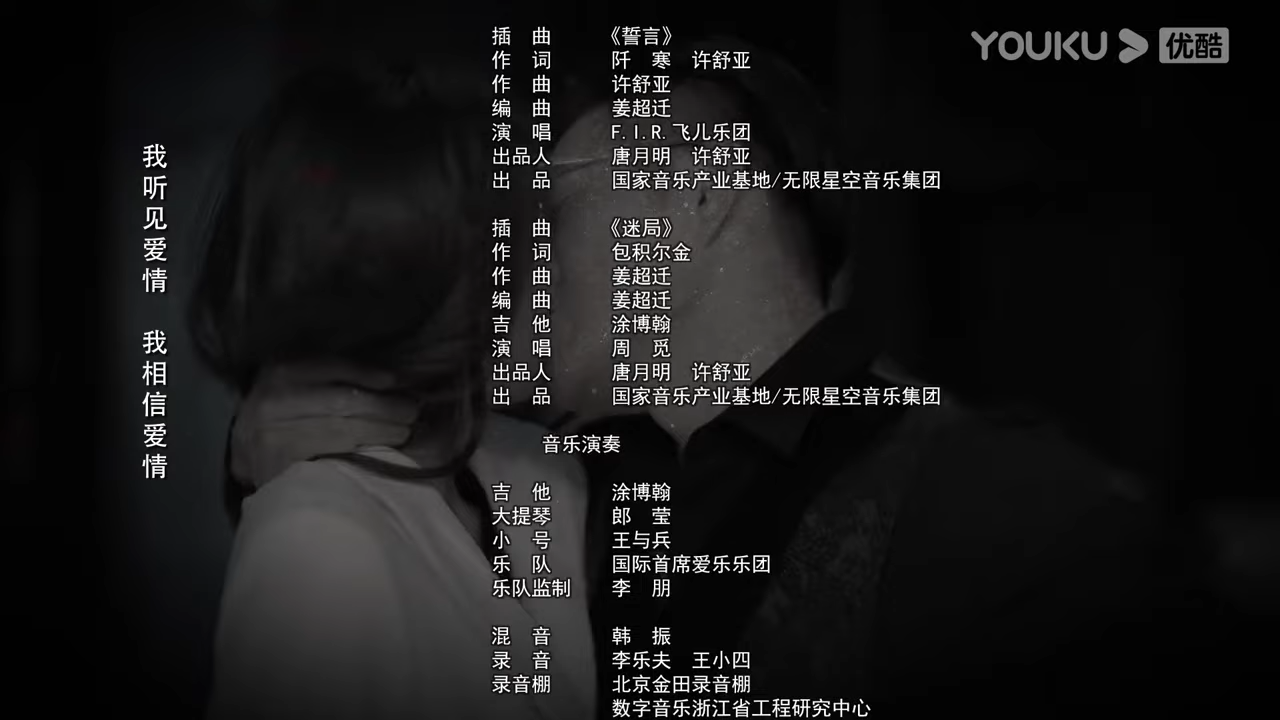 YOUKU 优酷
我听见爱情 我相信爱情
插 曲 《誓言》
作 词 阡 寒 许舒亚
作 曲 许舒亚
编 曲 姜超迁
演 唱 F.I.R.飞儿乐团
出品人 唐月明 许舒亚
出 品 国家音乐产业基地/无限星空音乐集团
插 曲 《迷局》
作 词 包积尔金
作 曲 姜超迁
编 曲 姜超迁
吉 他 涂博翰
演 唱 周 觅
出品人 唐月明 许舒亚
出 品 国家音乐产业基地/无限星空音乐集团
音乐演奏
吉 他 涂博翰
大提琴 郎 莹
小 号 王与兵
乐 队 国际首席爱乐乐团
乐队监制 李 朋
混 音 韩 振
录 音 李乐夫 王小四
录音棚 北京金田录音棚
数字音乐浙江省工程研究中心